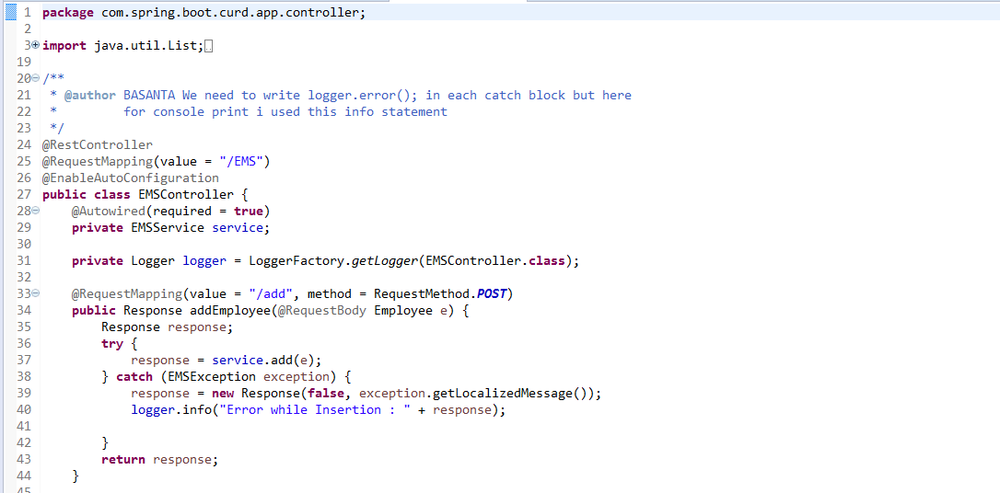 1 package com.spring.boot.curd.app.controller;
2
3 import java.util.List;
19
20 /**
21  * @author BASANTA We need to write logger.error(); in each catch block but here
22  *         for console print i used this info statement
23  */
24 @RestController
25 @RequestMapping(value = "/EMS")
26 @EnableAutoConfiguration
27 public class EMSController {
28     @Autowired(required = true)
29     private EMSService service;
30
31     private Logger logger = LoggerFactory.getLogger(EMSController.class);
32
33     @RequestMapping(value = "/add", method = RequestMethod.POST)
34     public Response addEmployee(@RequestBody Employee e) {
35         Response response;
36         try {
37             response = service.add(e);
38         } catch (EMSException exception) {
39             response = new Response(false, exception.getLocalizedMessage());
40             logger.info("Error while Insertion : " + response);
41
42         }
43         return response;
44     }
45